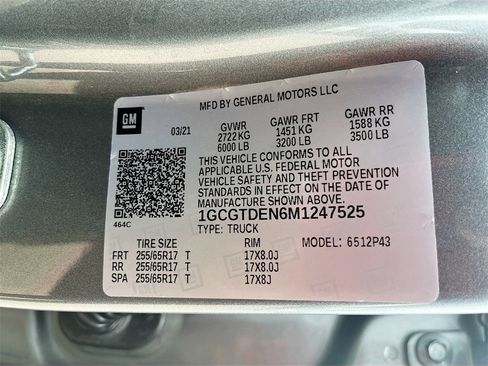 MFD BY GENERAL MOTORS LLC
GM
03/21 GVWR GAWR FRT GAWR RR
2722 KG 1451 KG 1588 KG
6000 LB 3200 LB 3500 LB
THIS VEHICLE CONFORMS TO ALL
APPLICABLE U.S. FEDERAL MOTOR
VEHICLE SAFETY AND THEFT PREVENTION
STANDARDS IN EFFECT ON THE DATE OF
MANUFACTURE SHOWN ABOVE.
1GCGTDEN6M1247525
464C
TYPE: TRUCK
TIRE SIZE RIM MODEL: 6512P43
FRT 255/65R17 T 17X8.0J
RR 255/65R17 T 17X8.0J
SPA 255/65R17 T 17X8J